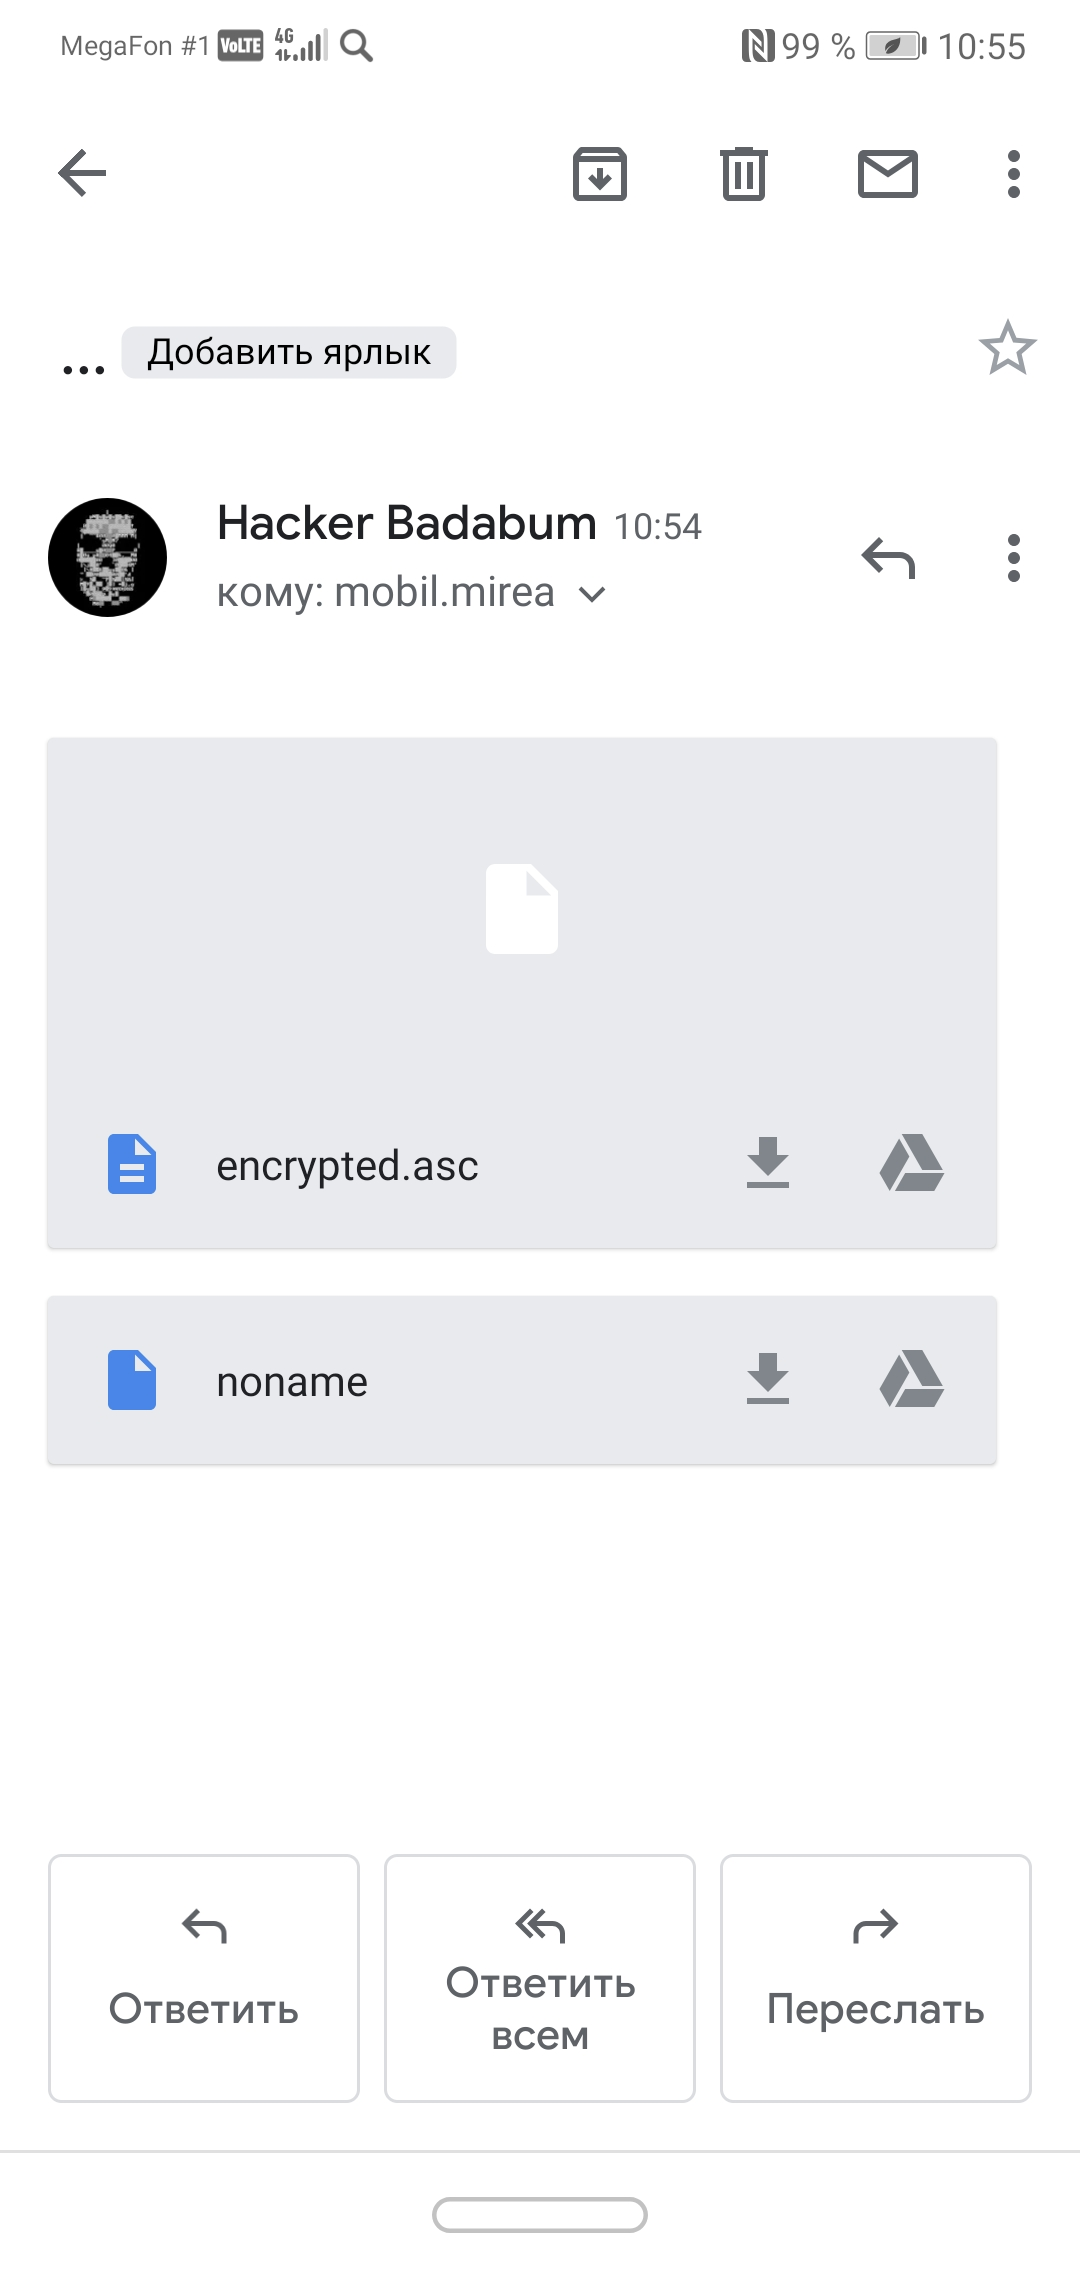 MegaFon #1 VoLTE 4G 99 % 10:55
... Добавить ярлык
Hacker Badabum 10:54
кому: mobil.mirea
encrypted.asc
noname
Ответить
Ответить
всем
Переслать